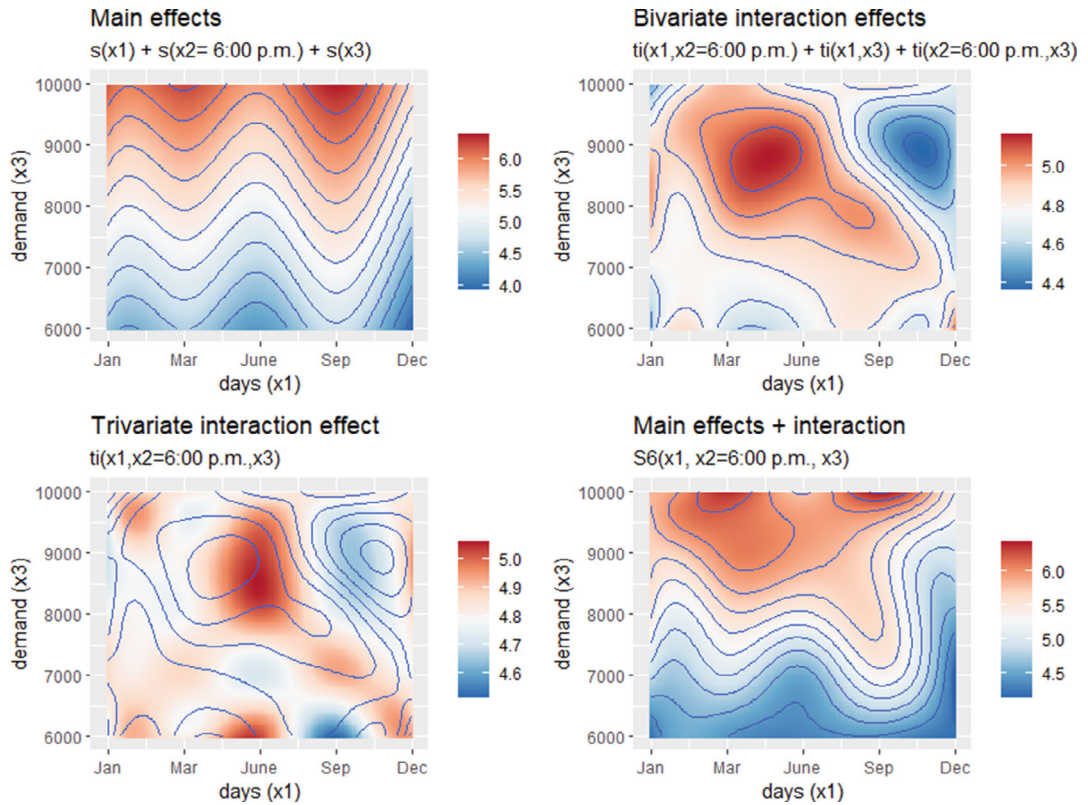 Main effects
s(x1) + s(x2= 6:00 p.m.) + s(x3)
10000
9000
8000
7000
6000
demand (x3)
Jan Mar June Sep Dec
days (x1)
6.0
5.5
5.0
4.5
4.0
Bivariate interaction effects
ti(x1,x2=6:00 p.m.) + ti(x1,x3) + ti(x2=6:00 p.m.,x3)
10000
9000
8000
7000
6000
demand (x3)
Jan Mar June Sep Dec
days (x1)
5.0
4.8
4.6
4.4
Trivariate interaction effect
ti(x1,x2=6:00 p.m.,x3)
10000
9000
8000
7000
6000
demand (x3)
Jan Mar June Sep Dec
days (x1)
5.0
4.9
4.8
4.7
4.6
Main effects + interaction
S6(x1, x2=6:00 p.m., x3)
10000
9000
8000
7000
6000
demand (x3)
Jan Mar June Sep Dec
days (x1)
6.0
5.5
5.0
4.5